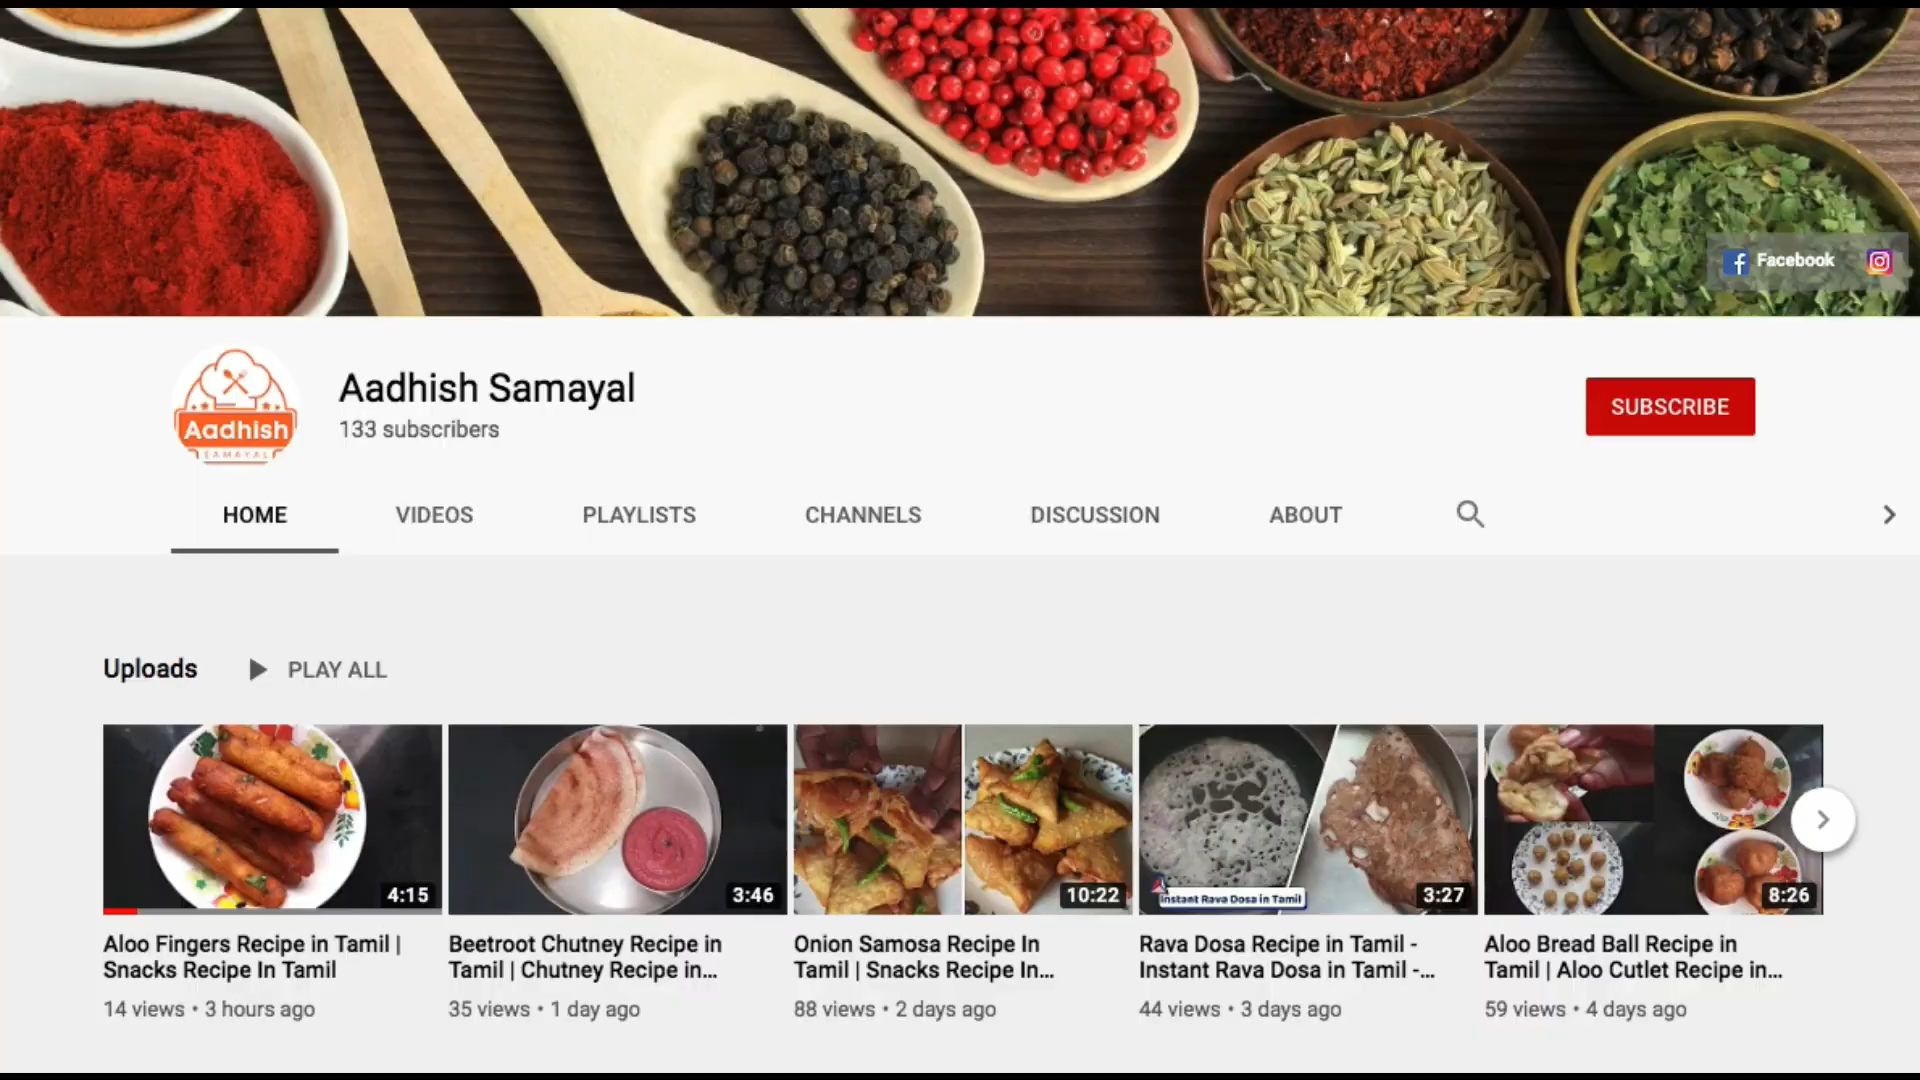 Facebook
Aadhish
SAMAYAL
Aadhish Samayal
133 subscribers
SUBSCRIBE
HOME
VIDEOS
PLAYLISTS
CHANNELS
DISCUSSION
ABOUT
Uploads
PLAY ALL
4:15
3:46
10:22
Instant Rava Dosa in Tamil
3:27
8:26
Aloo Fingers Recipe in Tamil |
Snacks Recipe In Tamil
14 views • 3 hours ago
Beetroot Chutney Recipe in
Tamil | Chutney Recipe in...
35 views • 1 day ago
Onion Samosa Recipe In
Tamil | Snacks Recipe In...
88 views • 2 days ago
Rava Dosa Recipe in Tamil -
Instant Rava Dosa in Tamil -...
44 views • 3 days ago
Aloo Bread Ball Recipe in
Tamil | Aloo Cutlet Recipe in...
59 views • 4 days ago